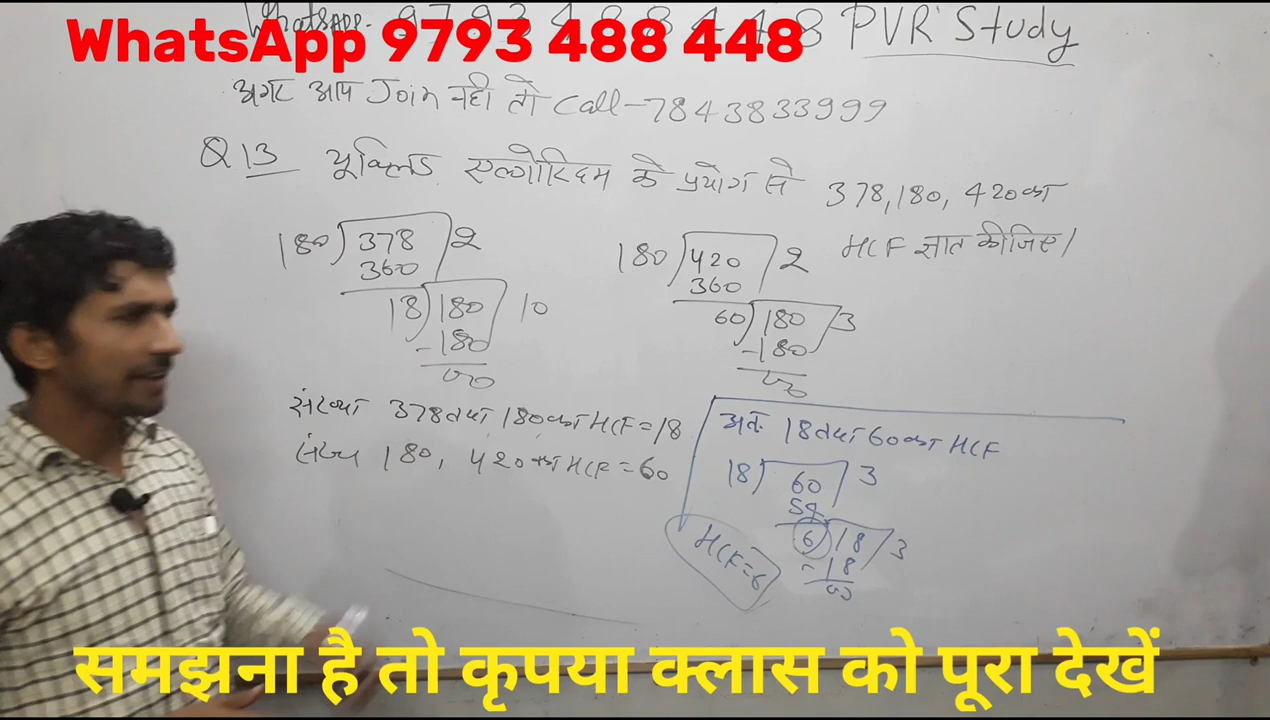 WhatsApp- 9793488448 PVR Study
WhatsApp 9793 488 448
अगर आप Join नही तो Call-7843833999
Q 13 यूक्लिड एल्गोरिदम के प्रयोग से 378, 180, 420 का
HCF ज्ञात कीजिए।
180) 378 / 2
360
18) 180 10
-180
00
180) 420 / 2
360
60) 180 / 3
-180
00
संख्या 378 तथा 180 का HCF = 18
संख्य 180, 420 का HCF = 60
अतः 18 तथा 60 का HCF
18) 60 / 3
54
6) 18 / 3
-18
00
HCF = 6
समझना है तो कृपया क्लास को पूरा देखें